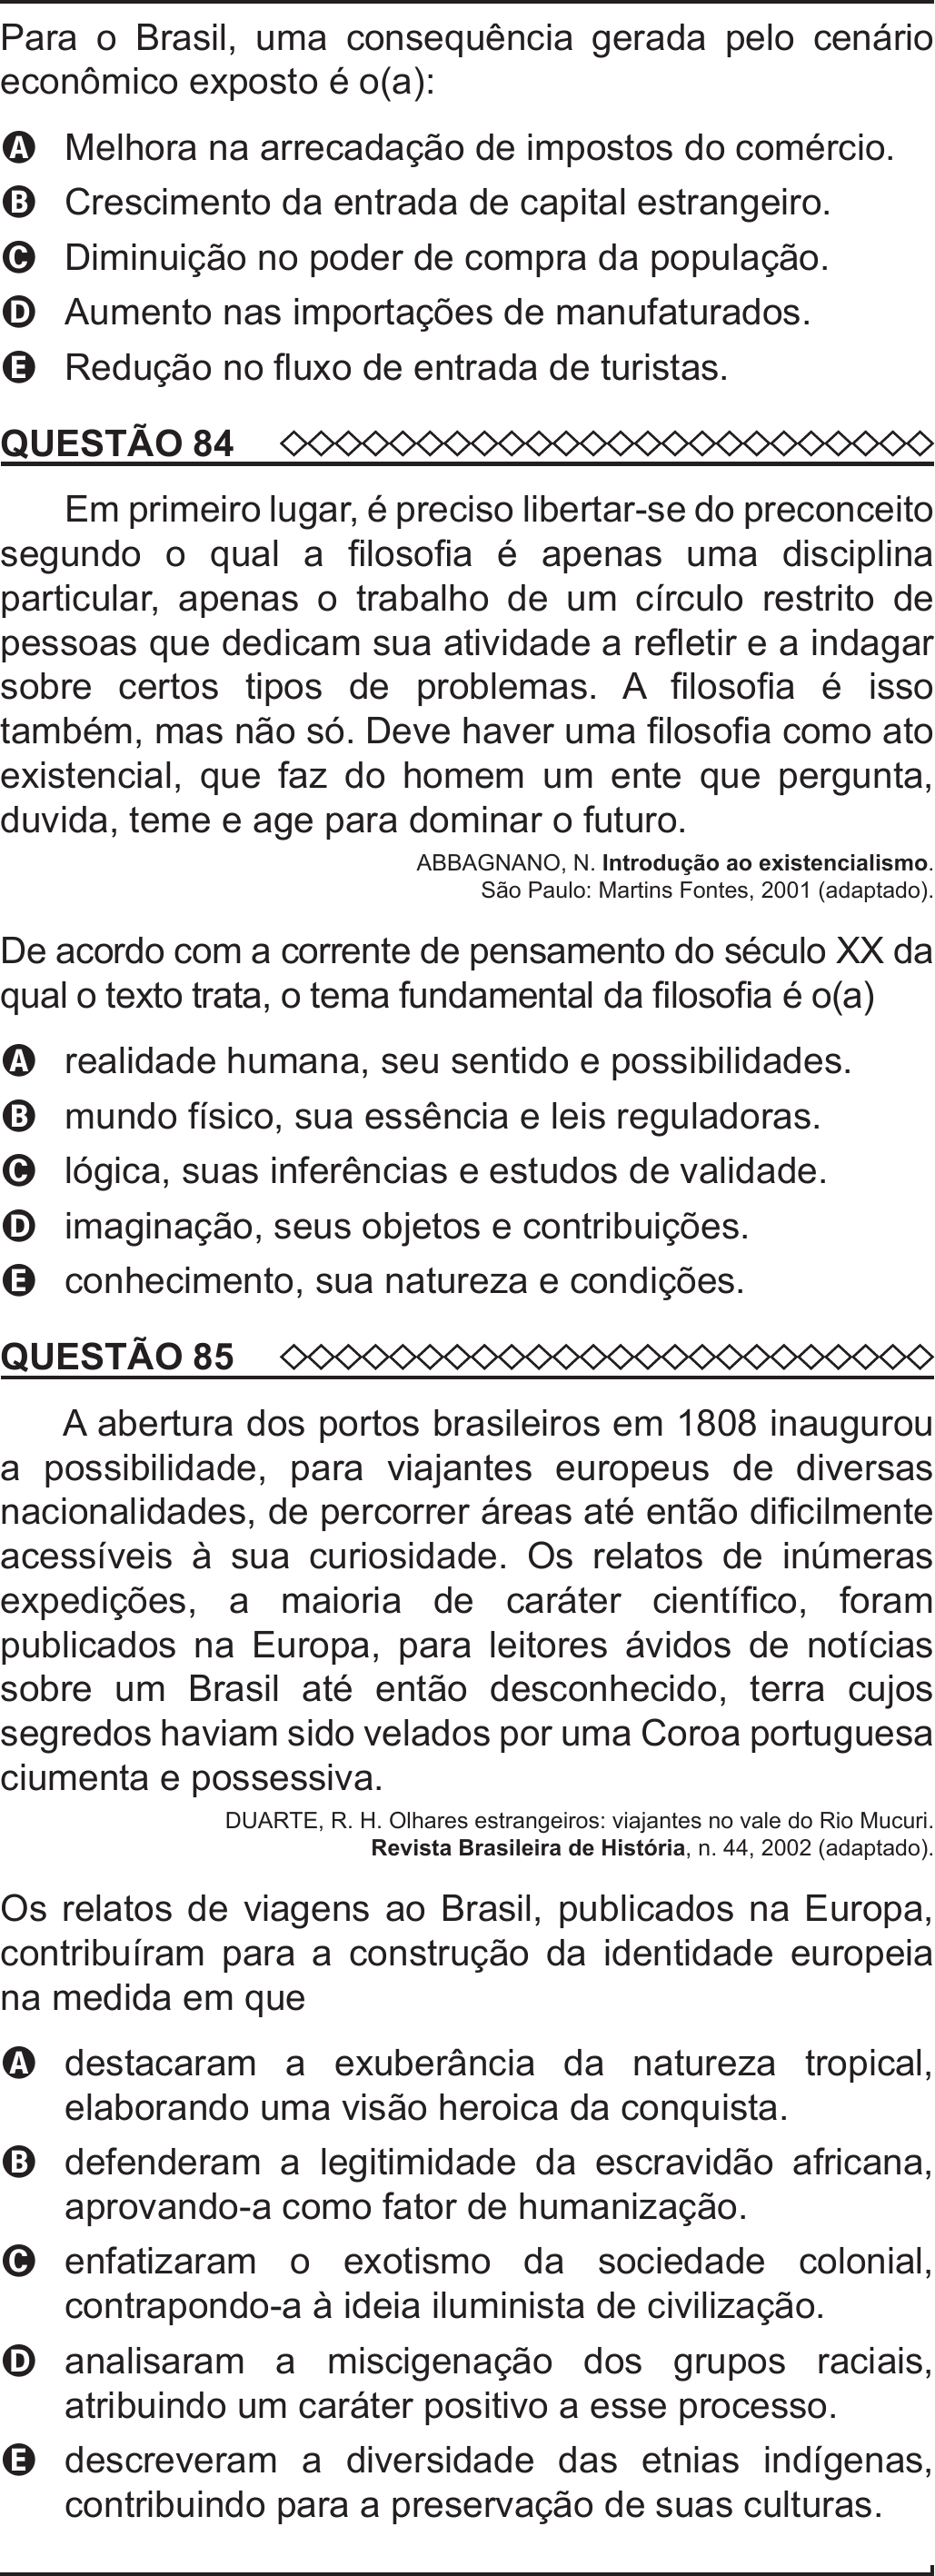 Para o Brasil, uma consequência gerada pelo cenário
econômico exposto é o(a):
A Melhora na arrecadação de impostos do comércio.
B Crescimento da entrada de capital estrangeiro.
C Diminuição no poder de compra da população.
D Aumento nas importações de manufaturados.
E Redução no fluxo de entrada de turistas.
QUESTÃO 84
Em primeiro lugar, é preciso libertar-se do preconceito
segundo o qual a filosofia é apenas uma disciplina
particular, apenas o trabalho de um círculo restrito de
pessoas que dedicam sua atividade a refletir e a indagar
sobre certos tipos de problemas. A filosofia é isso
também, mas não só. Deve haver uma filosofia como ato
existencial, que faz do homem um ente que pergunta,
duvida, teme e age para dominar o futuro.
ABBAGNANO, N. Introdução ao existencialismo.
São Paulo: Martins Fontes, 2001 (adaptado).
De acordo com a corrente de pensamento do século XX da
qual o texto trata, o tema fundamental da filosofia é o(a)
A realidade humana, seu sentido e possibilidades.
B mundo físico, sua essência e leis reguladoras.
C lógica, suas inferências e estudos de validade.
D imaginação, seus objetos e contribuições.
E conhecimento, sua natureza e condições.
QUESTÃO 85
A abertura dos portos brasileiros em 1808 inaugurou
a possibilidade, para viajantes europeus de diversas
nacionalidades, de percorrer áreas até então dificilmente
acessíveis à sua curiosidade. Os relatos de inúmeras
expedições, a maioria de caráter científico, foram
publicados na Europa, para leitores ávidos de notícias
sobre um Brasil até então desconhecido, terra cujos
segredos haviam sido velados por uma Coroa portuguesa
ciumenta e possessiva.
DUARTE, R. H. Olhares estrangeiros: viajantes no vale do Rio Mucuri.
Revista Brasileira de História, n. 44, 2002 (adaptado).
Os relatos de viagens ao Brasil, publicados na Europa,
contribuíram para a construção da identidade europeia
na medida em que
A destacaram a exuberância da natureza tropical,
elaborando uma visão heroica da conquista.
B defenderam a legitimidade da escravidão africana,
aprovando-a como fator de humanização.
C enfatizaram o exotismo da sociedade colonial,
contrapondo-a à ideia iluminista de civilização.
D analisaram a miscigenação dos grupos raciais,
atribuindo um caráter positivo a esse processo.
E descreveram a diversidade das etnias indígenas,
contribuindo para a preservação de suas culturas.